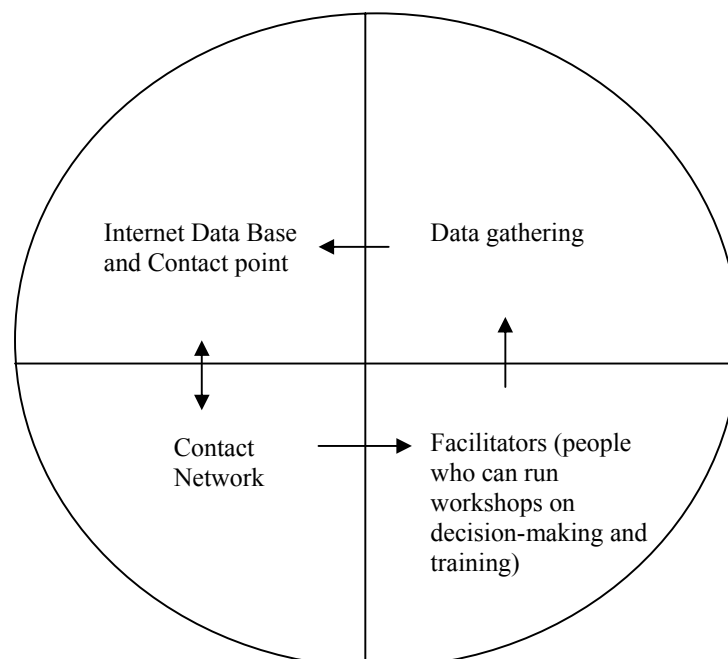 Internet Data Base
and Contact point
Data gathering
Contact
Network
Facilitators (people
who can run
workshops on
decision-making and
training)